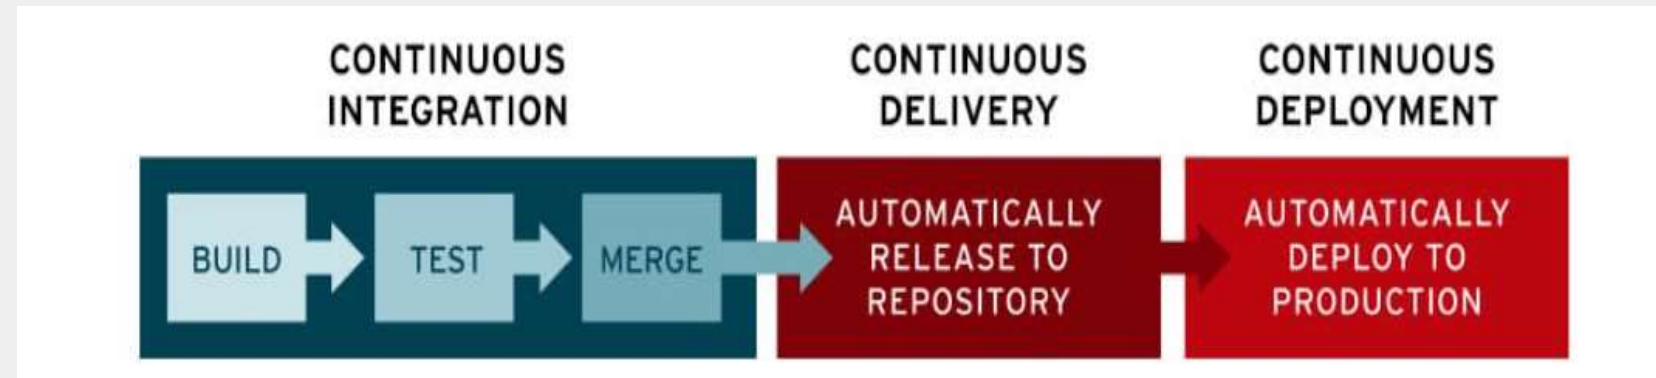 CONTINUOUS
INTEGRATION
CONTINUOUS
DELIVERY
CONTINUOUS
DEPLOYMENT
BUILD
TEST
MERGE
AUTOMATICALLY
RELEASE TO
REPOSITORY
AUTOMATICALLY
DEPLOY TO
PRODUCTION